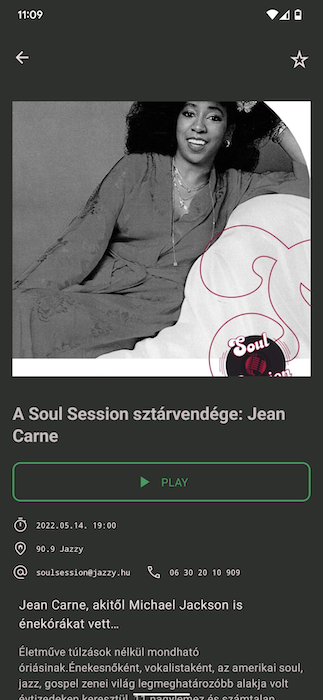 11:09
Soul
Session
A Soul Session sztárvendége: Jean
Carne
PLAY
2022.05.14. 19:00
90.9 Jazzy
soulsession@jazzy.hu 06 30 20 10 909
Jean Carne, akitől Michael Jackson is
énekórákat vett…
Életműve túlzások nélkül mondható
óriásinak.Énekesnőként, vokalistaként, az amerikai soul,
jazz, gospel zenei világ legmeghatározóbb alakja volt
évtizedeken keresztül. 11 nagylemez és számtalan